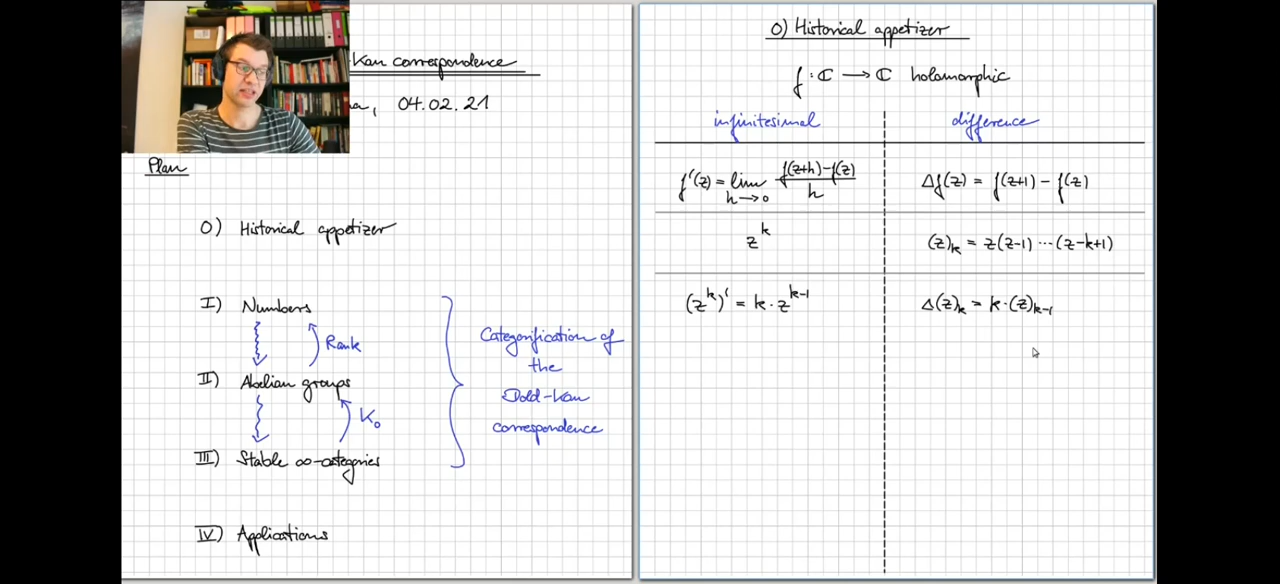 Kan correspondence
04.02.21
Plan
0) Historical appetizer
I) Numbers
Rank
II) Abelian groups
K₀
III) Stable ∞-categories
IV) Applications
Categorification of
the
Dold-Kan
correspondence
0) Historical appetizer
f : ℂ → ℂ holomorphic
infinitesimal difference
f'(z) = lim_{h→0} (f(z+h)-f(z))/h Δf(z) = f(z+1) - f(z)
z^k (z)_k = z(z-1) ⋯ (z-k+1)
(z^k)' = k · z^{k-1} Δ(z)_k = k·(z)_{k-1}